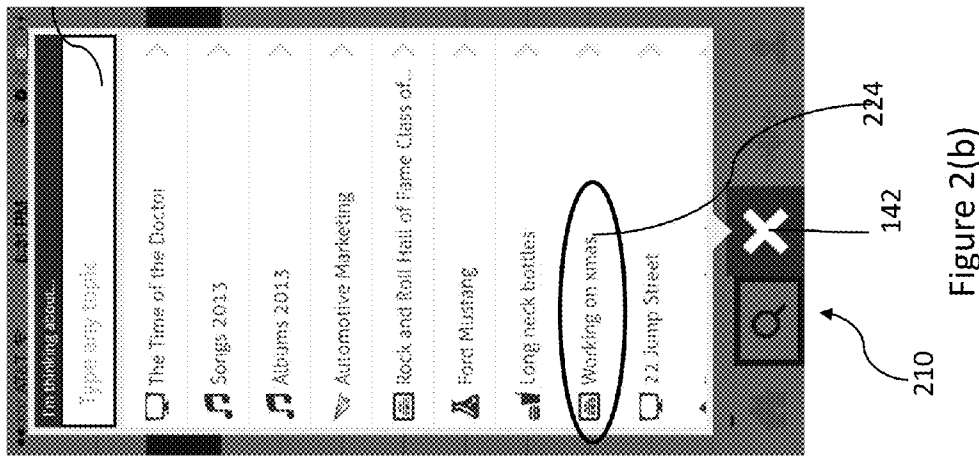 I'm thinking about...
Type any topic
The Time of the Doctor
Songs 2013
Albums 2013
Automotive Marketing
Rock and Roll Hall of Fame Class of...
Ford Mustang
Long neck bottles
Working on xmas
22 Jump Street
224
142
210
Figure 2(b)